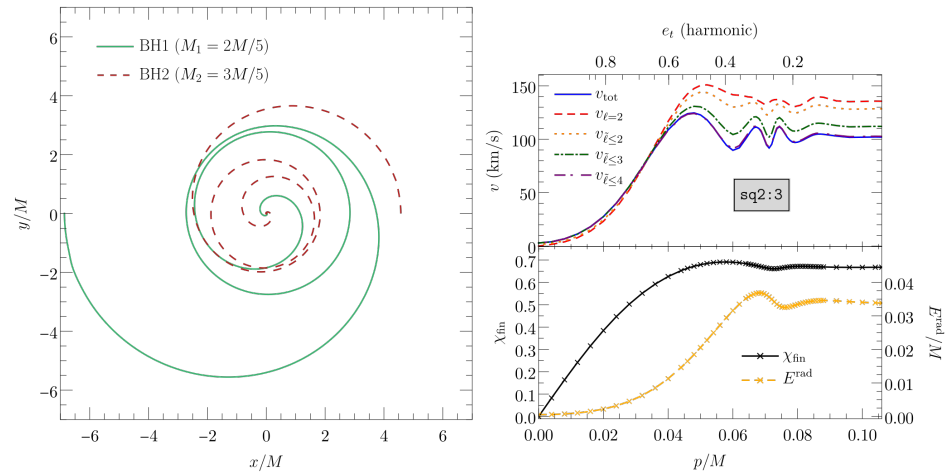 BH1 (M₁ = 2M/5)
BH2 (M₂ = 3M/5)
6
4
2
0
−2
−4
−6
y/M
−6 −4 −2 0 2 4 6
x/M
e_t (harmonic)
0.8 0.6 0.4 0.2
150
100
50
0
v (km/s)
v_tot
v_ℓ=2
v_ℓ̃≤2
v_ℓ̃≤3
v_ℓ̃≤4
sq2:3
0.7
0.6
0.5
0.4
0.3
0.2
0.1
0.0
χ_fin
χ_fin
E^rad
0.04
0.03
0.01
0.01
0.00
E^rad/M
0.00 0.02 0.04 0.06 0.08 0.10
p/M